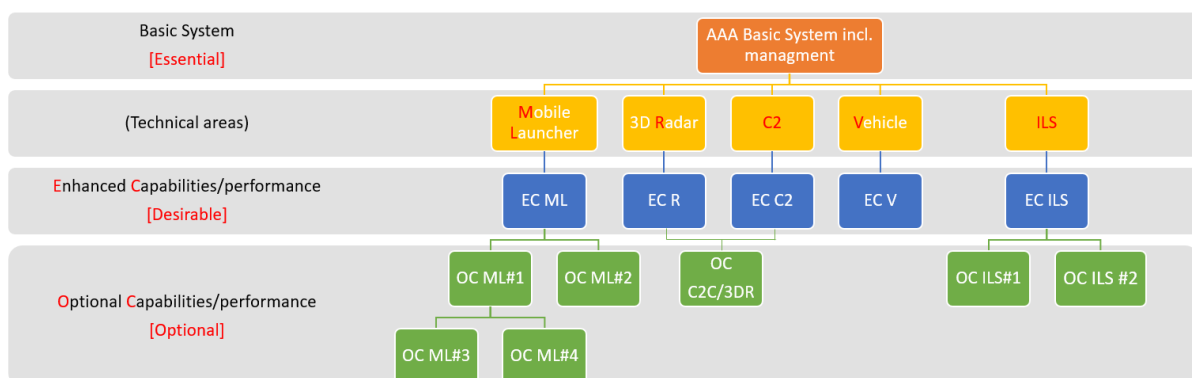 Basic System
[Essential]
AAA Basic System incl.
managment
(Technical areas)
Mobile
Launcher
3D Radar
C2
Vehicle
ILS
Enhanced Capabilities/performance
[Desirable]
EC ML
EC R
EC C2
EC V
EC ILS
Optional Capabilities/performance
[Optional]
OC ML#1
OC ML#2
OC
C2C/3DR
OC ILS#1
OC ILS #2
OC ML#3
OC ML#4